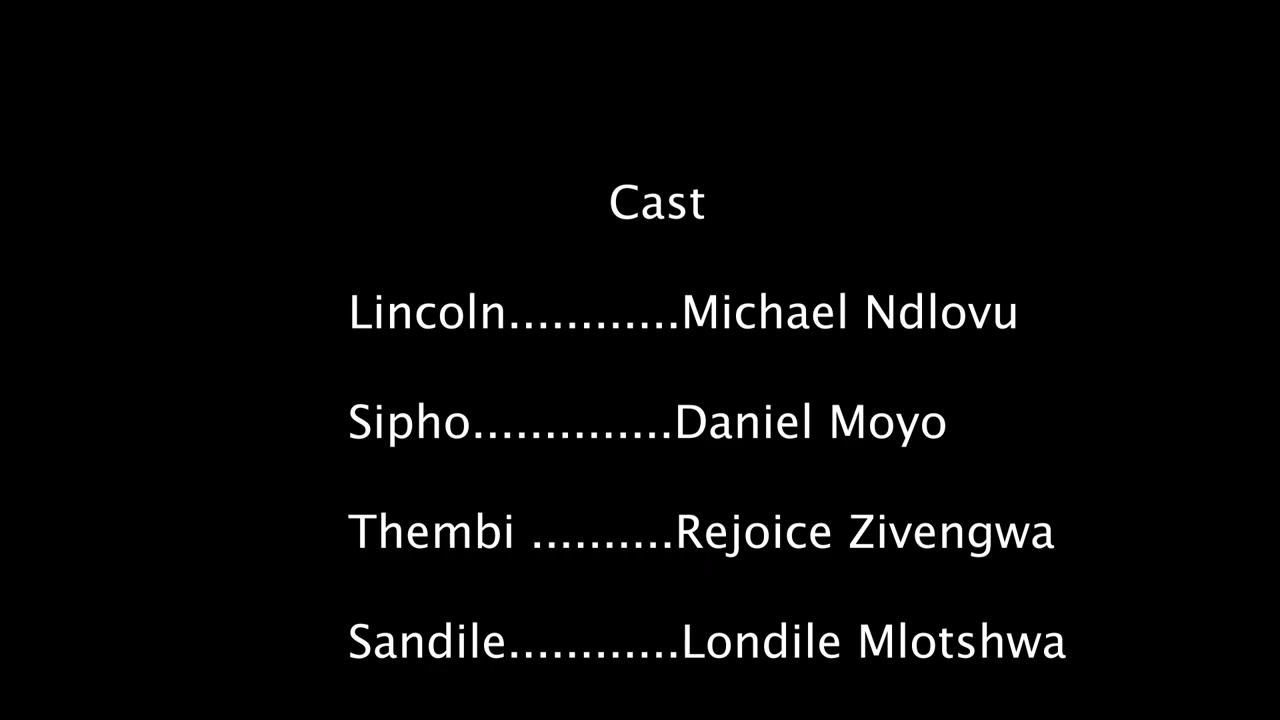 Cast
Lincoln............Michael Ndlovu
Sipho..............Daniel Moyo
Thembi ..........Rejoice Zivengwa
Sandile............Londile Mlotshwa